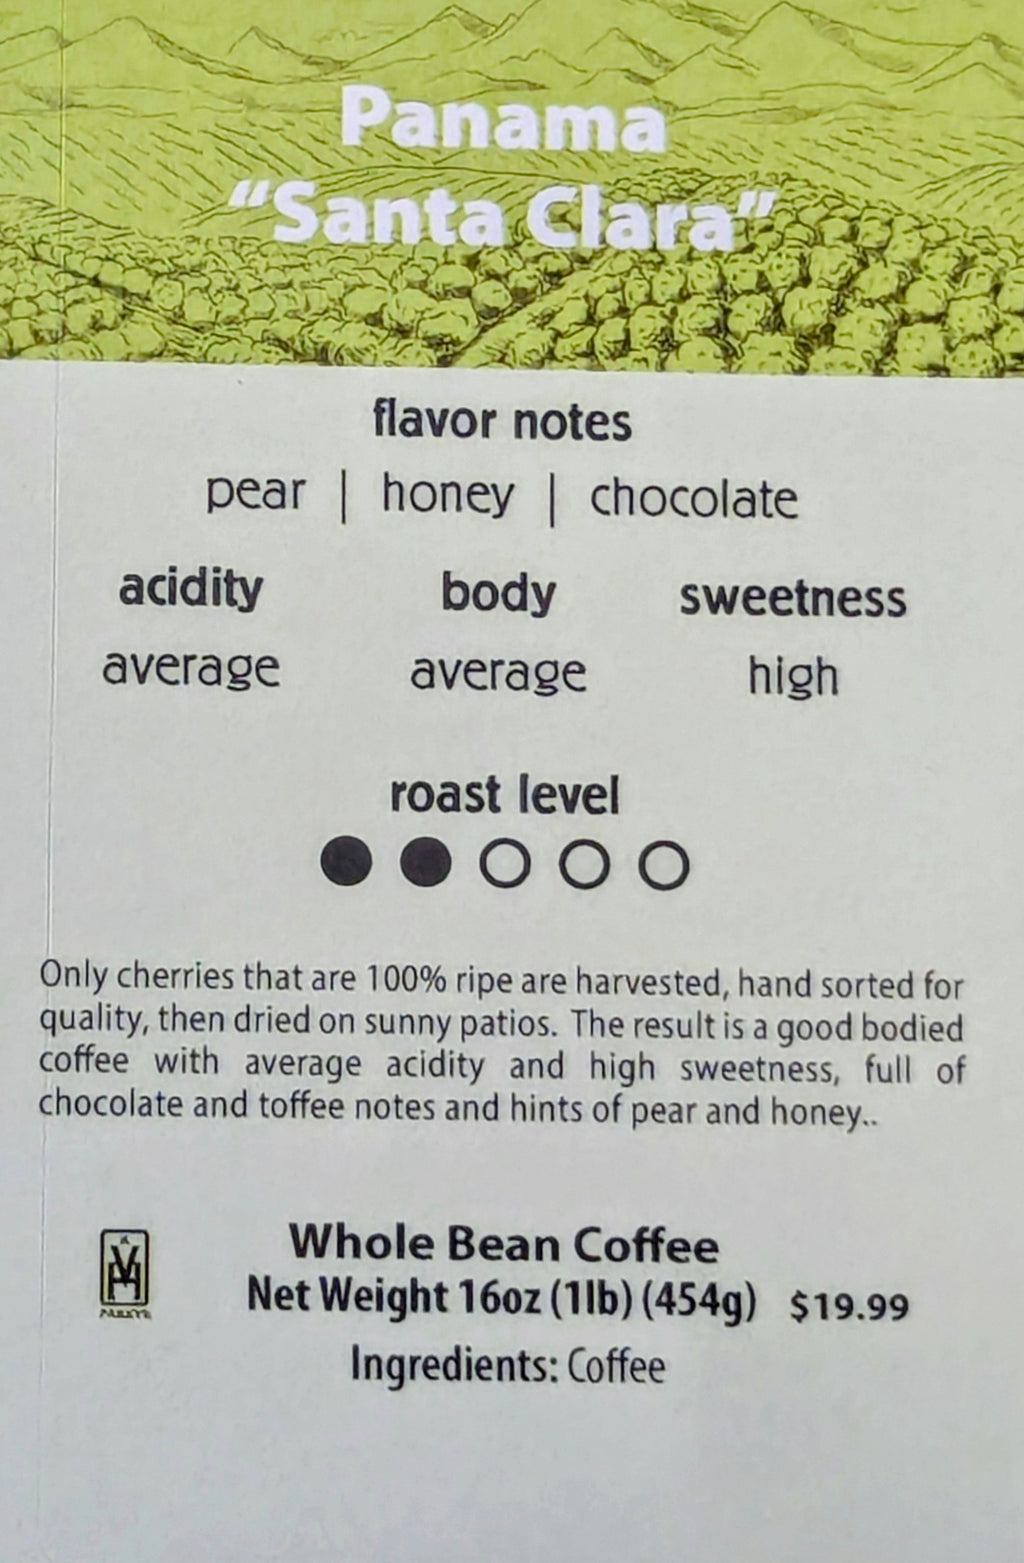 Panama
"Santa Clara"
flavor notes
pear | honey | chocolate
acidity body sweetness
average average high
roast level
Only cherries that are 100% ripe are harvested, hand sorted for
quality, then dried on sunny patios. The result is a good bodied
coffee with average acidity and high sweetness, full of
chocolate and toffee notes and hints of pear and honey..
Whole Bean Coffee
Net Weight 16oz (1lb) (454g) $19.99
Ingredients: Coffee